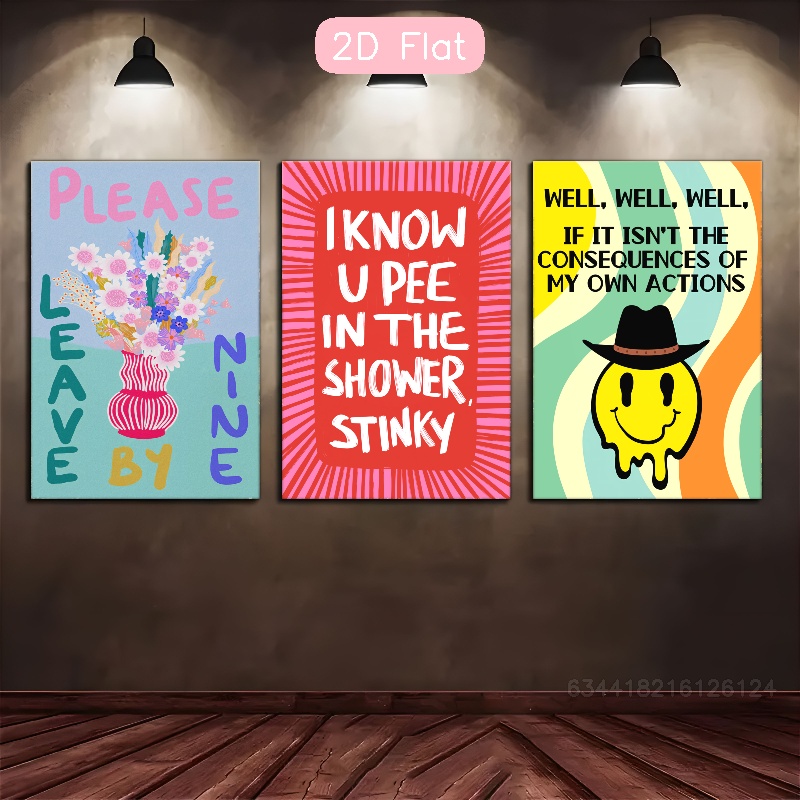 2D Flat
PLEASE
LEAVE
BY
NINE
I KNOW
U PEE
IN THE
SHOWER,
STINKY
WELL, WELL, WELL,
IF IT ISN'T THE
CONSEQUENCES OF
MY OWN ACTIONS
634418216126124